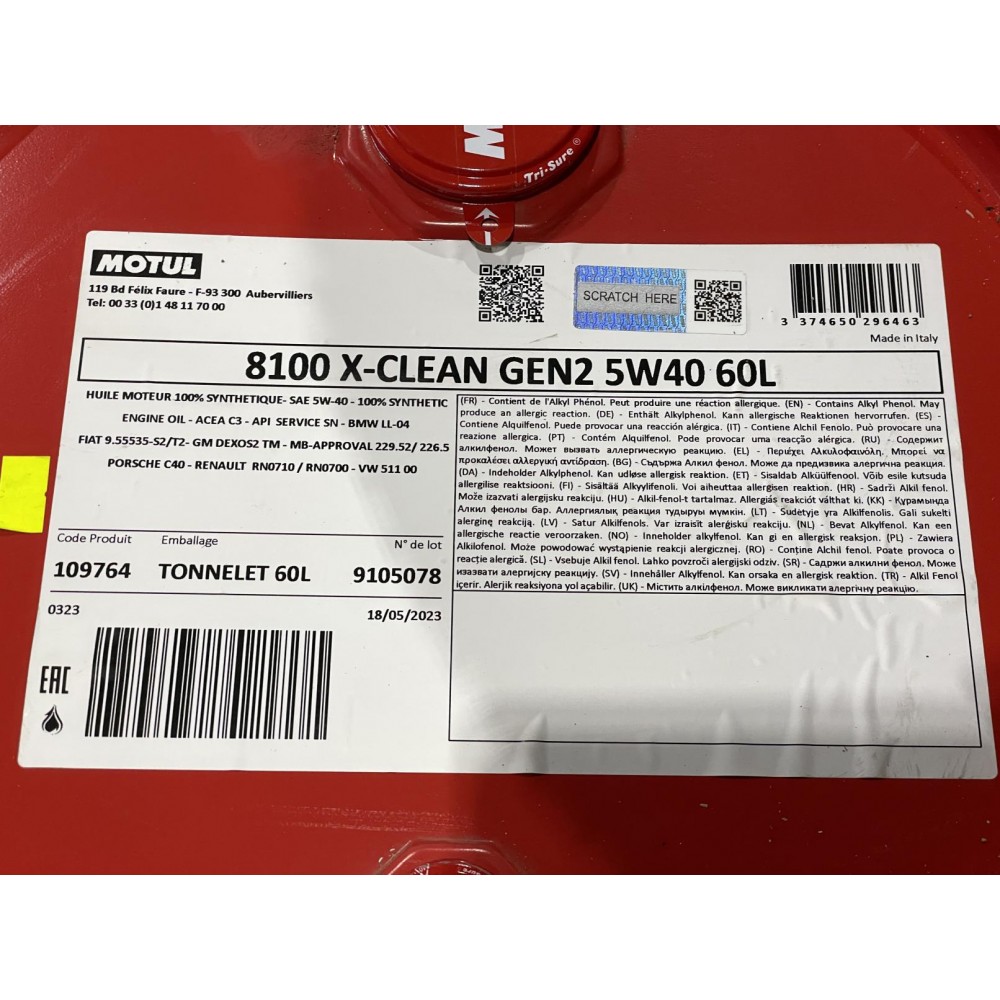 M
Tri-Sure®
MOTUL
119 Bd Félix Faure - F-93 300 Aubervilliers
Tel: 00 33 (0)1 48 11 70 00
SCRATCH HERE
3 374650 296463
Made in Italy
8100 X-CLEAN GEN2 5W40 60L
HUILE MOTEUR 100% SYNTHETIQUE- SAE 5W-40 - 100% SYNTHETIC
ENGINE OIL - ACEA C3 - API SERVICE SN - BMW LL-04
FIAT 9.55535-S2/T2- GM DEXOS2 TM - MB-APPROVAL 229.52/ 226.5
PORSCHE C40 - RENAULT RN0710 / RN0700 - VW 511 00
(FR) - Contient de l'Alkyl Phénol. Peut produire une réaction allergique. (EN) - Contains Alkyl Phenol. May
produce an allergic reaction. (DE) - Enthält Alkylphenol. Kann allergische Reaktionen hervorrufen. (ES) -
Contiene Alquilfenol. Puede provocar una reacción alérgica. (IT) - Contiene Alchil Fenolo. Può provocare una
reazione allergica. (PT) - Contém Alquilfenol. Pode provocar uma reacção alérgica. (RU) - Содержит
алкилфенол. Может вызвать аллергическую реакцию. (EL) - Περιέχει Αλκυλοφαινόλη. Μπορεί να
προκαλέσει αλλεργική αντίδραση. (BG) - Съдържа Алкил фенол. Може да предизвика алергична реакция.
(DA) - Indeholder Alkylphenol. Kan udløse allergisk reaktion. (ET) - Sisaldab Alküülfenool. Võib esile kutsuda
allergilise reaktsiooni. (FI) - Sisältää Alkyylifenoli. Voi aiheuttaa allergisen reaktion. (HR) - Sadrži Alkil fenol.
Može izazvati alergijsku reakciju. (HU) - Alkil-fenol-t tartalmaz. Allergiás reakciót válthat ki. (KK) - Құрамында
Алкил фенолы бар. Аллергиялық реакция тудыруы мүмкін. (LT) - Sudėtyje yra Alkilfenolis. Gali sukelti
alerginę reakciją. (LV) - Satur Alkilfenols. Var izraisīt alerģisku reakciju. (NL) - Bevat Alkylfenol. Kan een
allergische reactie veroorzaken. (NO) - Inneholder alkylfenol. Kan gi en allergisk reaksjon. (PL) - Zawiera
Alkilofenol. Może powodować wystąpienie reakcji alergicznej. (RO) - Conține Alchil fenol. Poate provoca o
reacție alergică. (SL) - Vsebuje Alkil fenol. Lahko povzroči alergijski odziv. (SR) - Садржи алкилни фенол. Може
изазвати алергијску реакцију. (SV) - Innehåller Alkylfenol. Kan orsaka en allergisk reaktion. (TR) - Alkil Fenol
içerir. Alerjik reaksiyona yol açabilir. (UK) - Містить алкілфенол. Може викликати алергічну реакцію.
Code Produit Emballage N° de lot
109764 TONNELET 60L 9105078
0323 18/05/2023
EAC